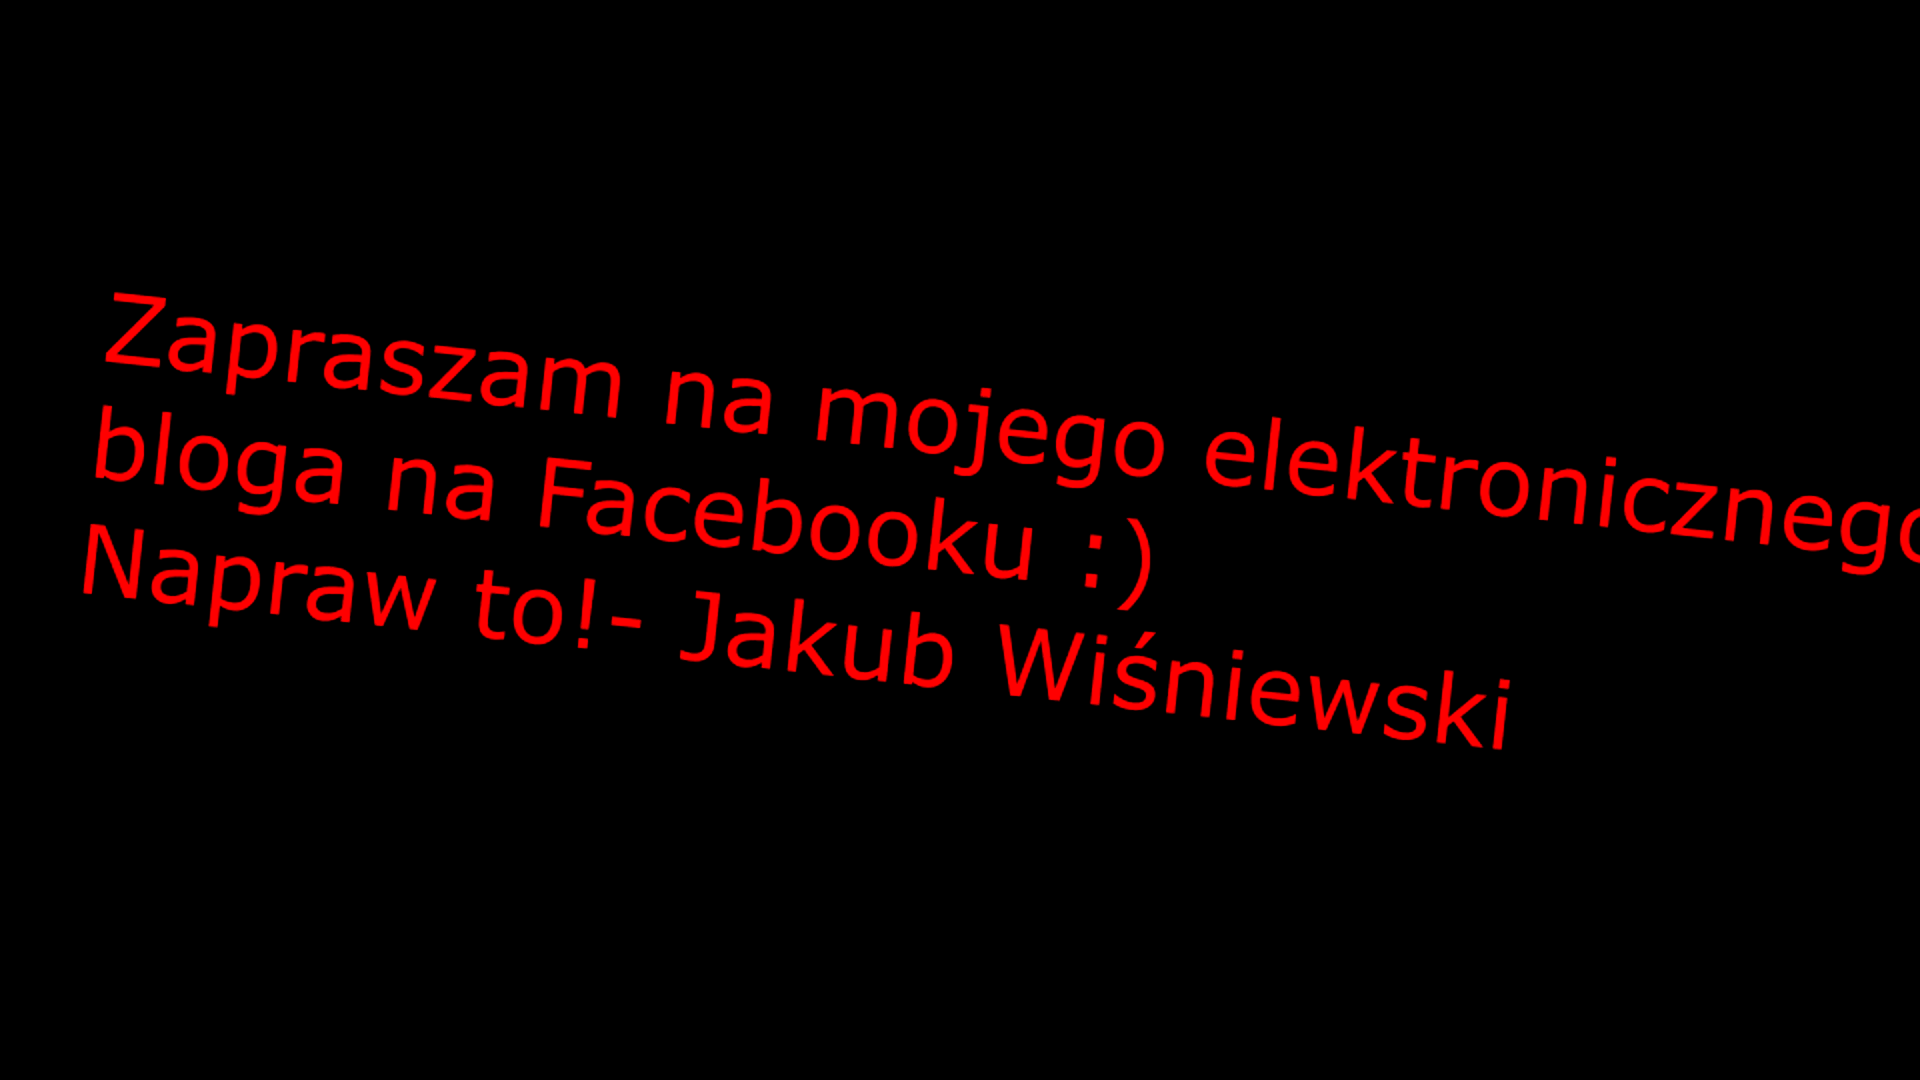 Zapraszam na mojego elektronicznego
bloga na Facebooku :)
Napraw to!- Jakub Wiśniewski